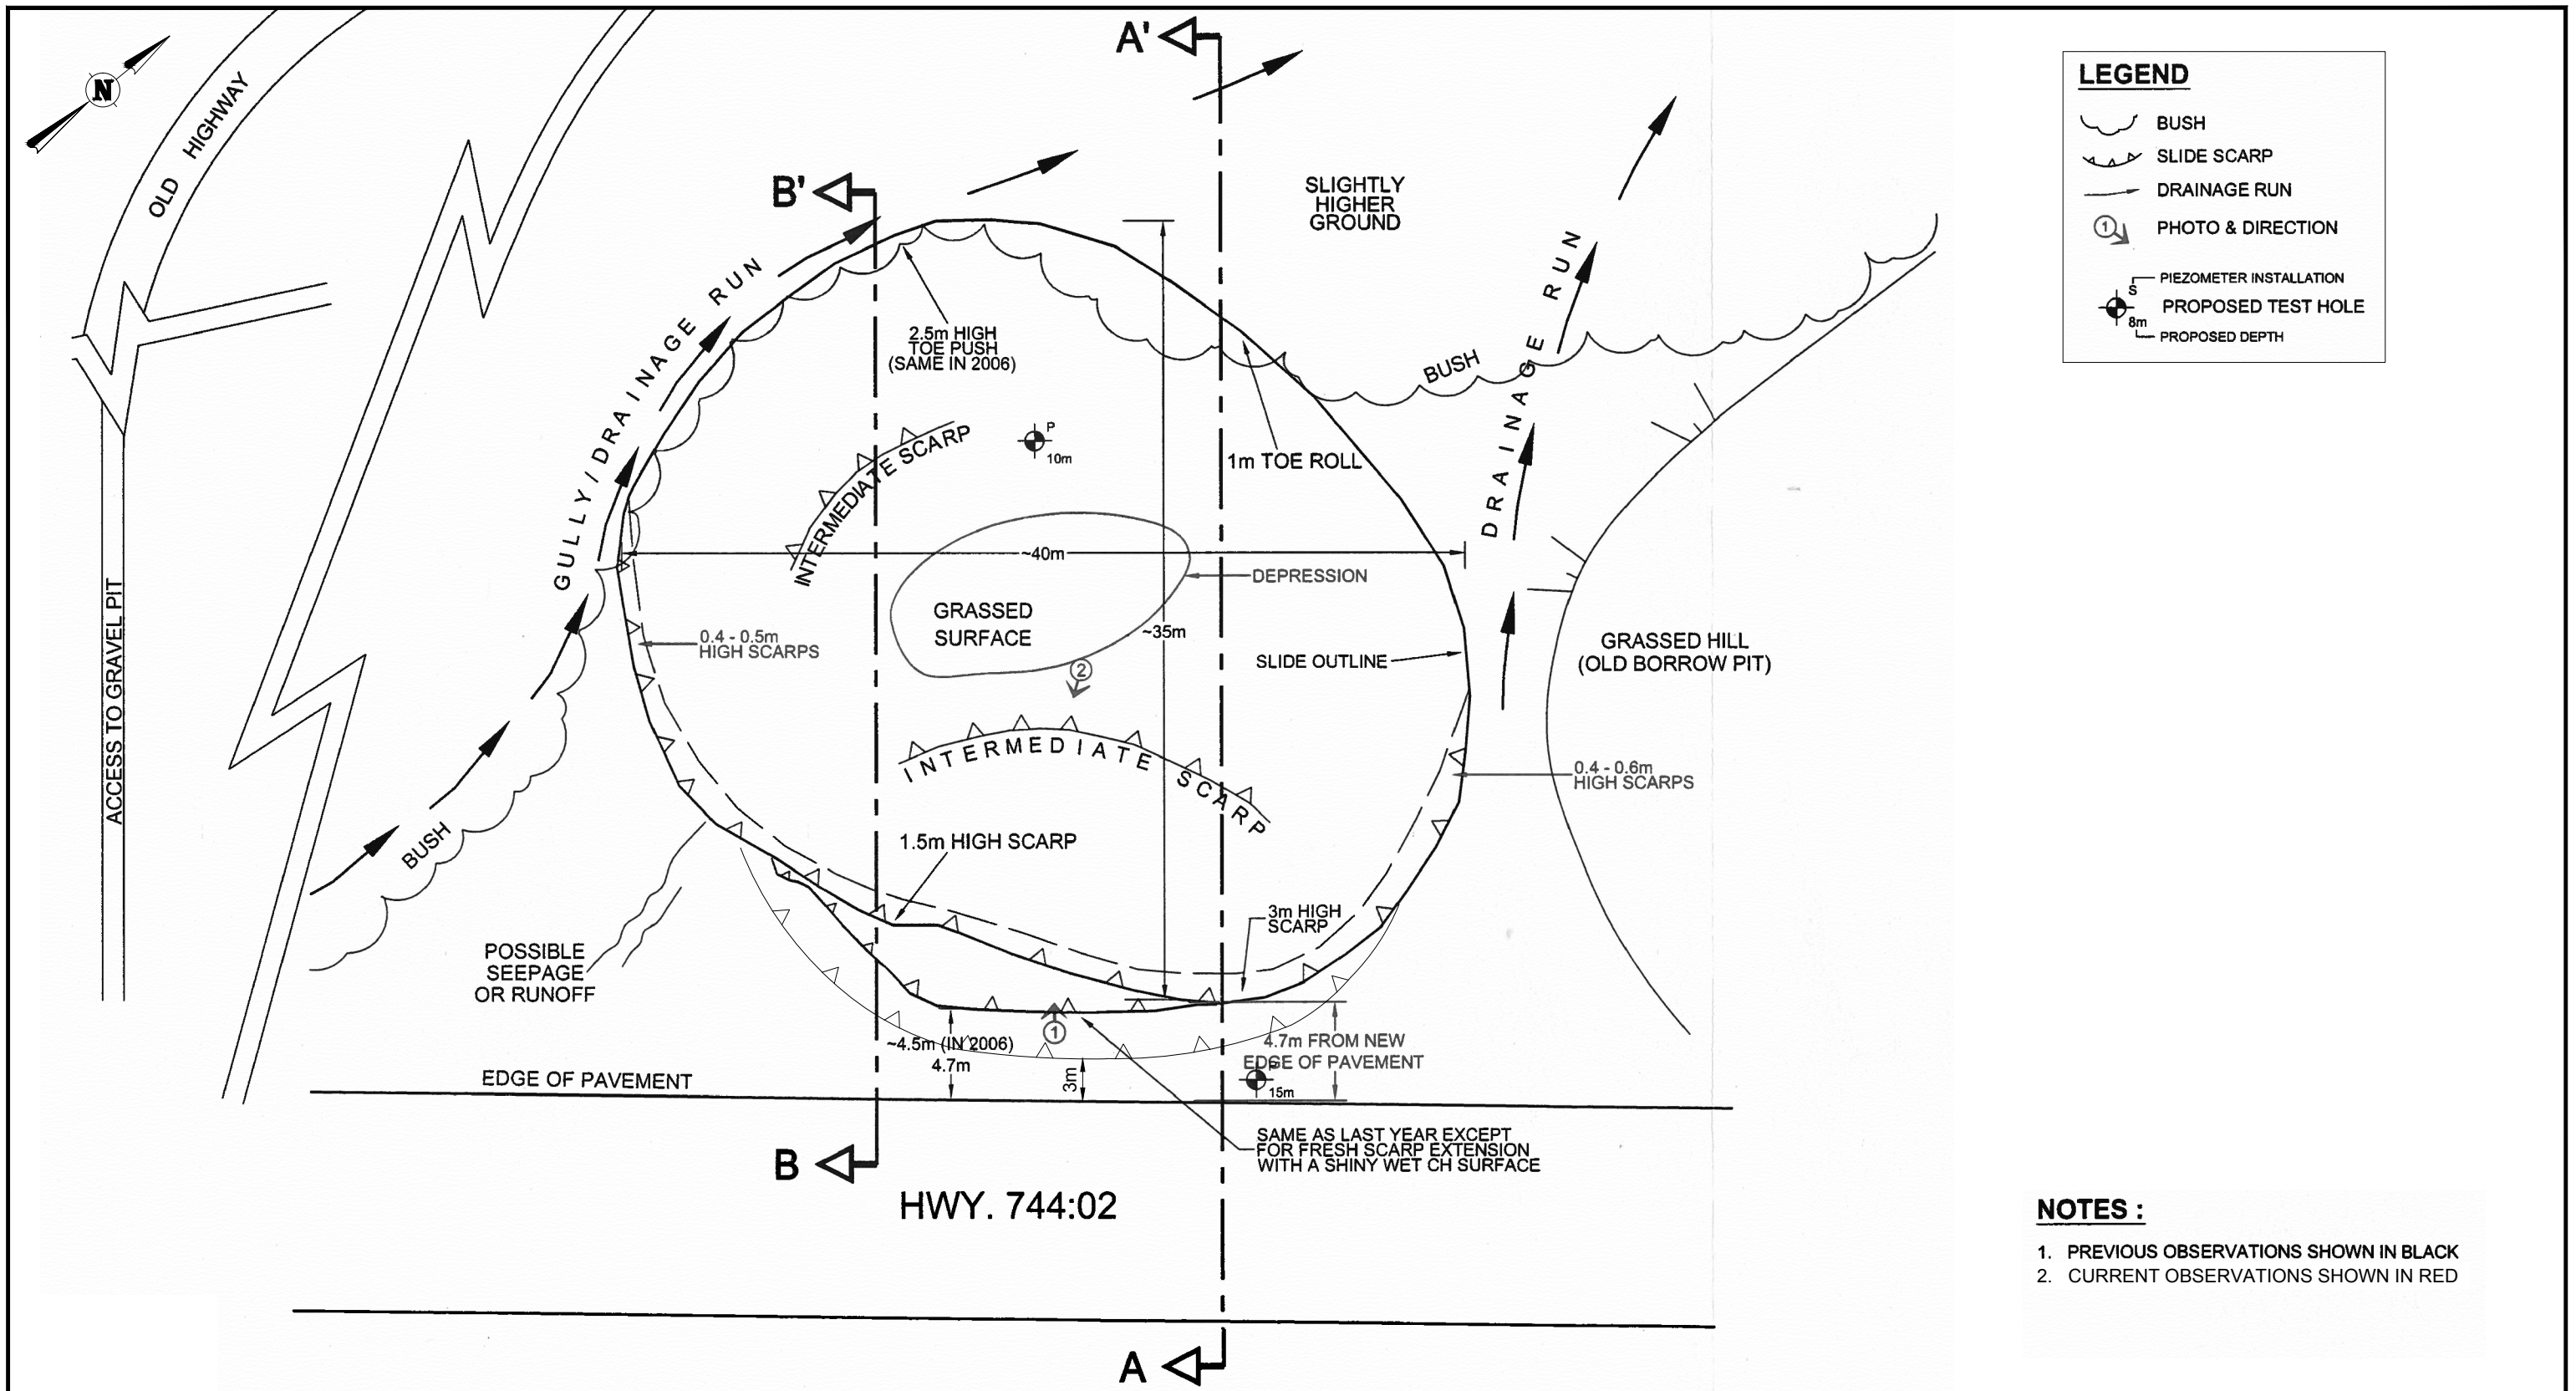 A'
N
OLD HIGHWAY
B'
SLIGHTLY
HIGHER
GROUND
LEGEND
BUSH
SLIDE SCARP
DRAINAGE RUN
1
PHOTO & DIRECTION
S
PIEZOMETER INSTALLATION
PROPOSED TEST HOLE
8m
PROPOSED DEPTH
GULLY/DRAINAGE RUN
2.5m HIGH
TOE PUSH
(SAME IN 2006)
DRAINAGE RUN
BUSH
INTERMEDIATE SCARP
P
10m
1m TOE ROLL
~40m
DEPRESSION
GRASSED
SURFACE
~35m
0.4 - 0.5m
HIGH SCARPS
SLIDE OUTLINE
GRASSED HILL
(OLD BORROW PIT)
2
ACCESS TO GRAVEL PIT
INTERMEDIATE SCARP
0.4 - 0.6m
HIGH SCARPS
BUSH
1.5m HIGH SCARP
3m HIGH
SCARP
POSSIBLE
SEEPAGE
OR RUNOFF
1
~4.5m (IN 2006)
4.7m
4.7m FROM NEW
EDGE OF PAVEMENT
3m
15m
EDGE OF PAVEMENT
SAME AS LAST YEAR EXCEPT
FOR FRESH SCARP EXTENSION
WITH A SHINY WET CH SURFACE
B
HWY. 744:02
NOTES :
1. PREVIOUS OBSERVATIONS SHOWN IN BLACK
2. CURRENT OBSERVATIONS SHOWN IN RED
A